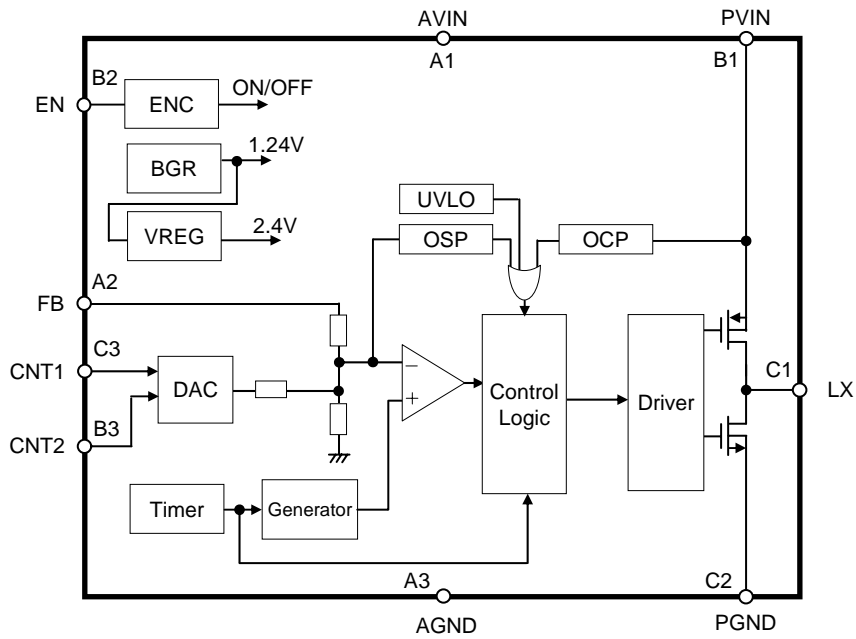 AVIN
PVIN
A1
B1
B2
EN
ENC
ON/OFF
BGR
1.24V
VREG
2.4V
UVLO
OSP
OCP
A2
FB
C3
CNT1
DAC
B3
CNT2
−
+
Control
Logic
Driver
C1
LX
Timer
Generator
A3
C2
AGND
PGND